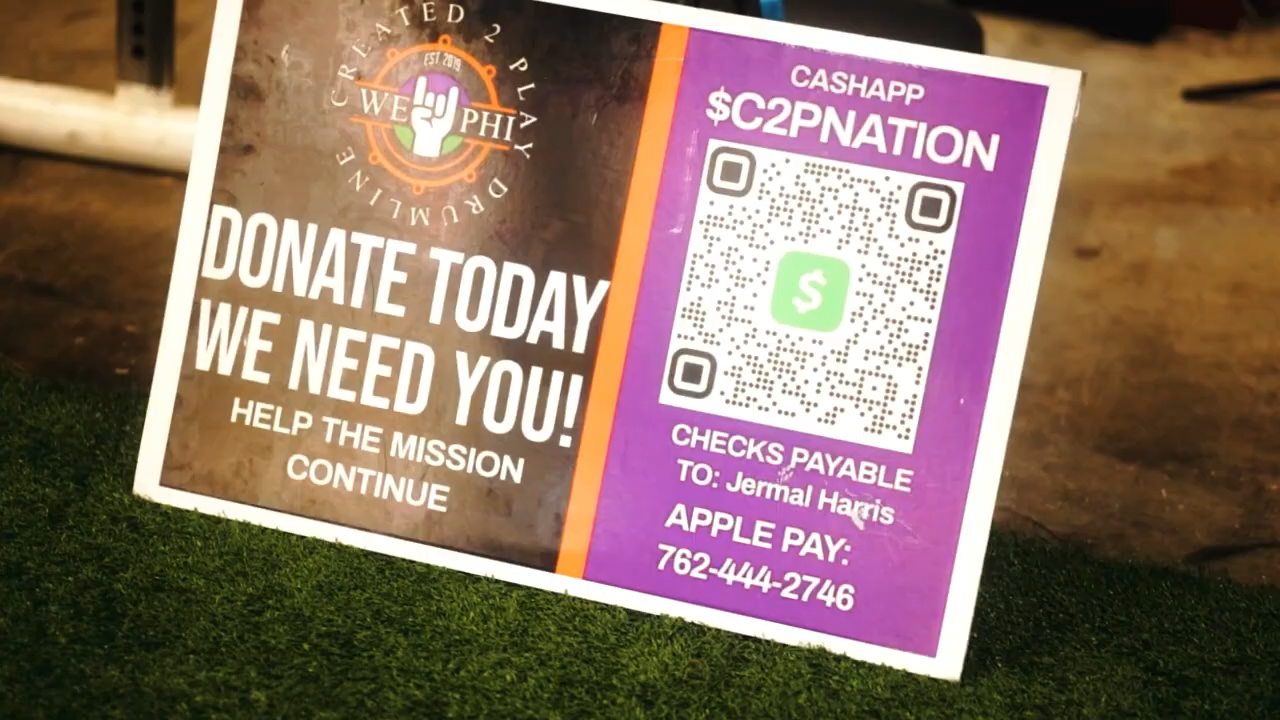 CREATED 2 PLAY
EST 2019
WE PHI
DRUMLINE
DONATE TODAY
WE NEED YOU!
HELP THE MISSION
CONTINUE
CASHAPP
$C2PNATION
$
CHECKS PAYABLE
TO: Jermal Harris
APPLE PAY:
762-444-2746